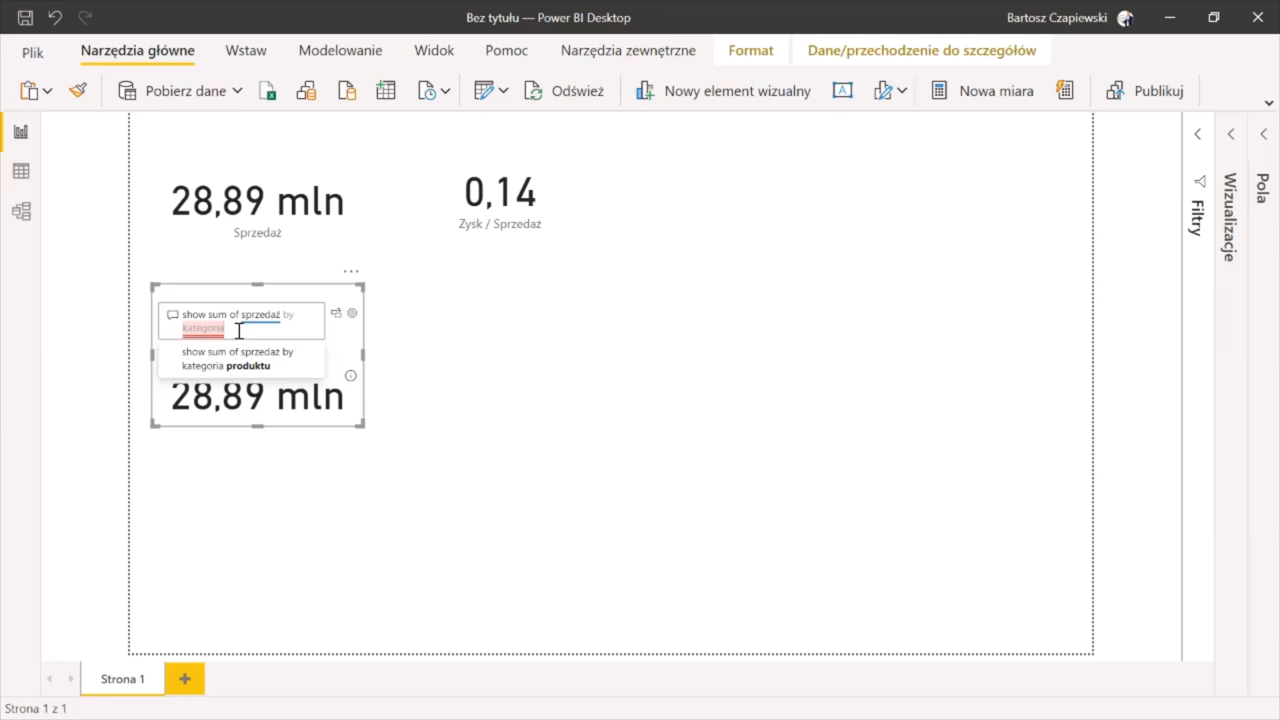 Bez tytułu — Power BI Desktop
Bartosz Czapiewski
Plik
Narzędzia główne
Wstaw
Modelowanie
Widok
Pomoc
Narzędzia zewnętrzne
Format
Dane/przechodzenie do szczegółów
Pobierz dane
Odśwież
Nowy element wizualny
Nowa miara
Publikuj
28,89 mln
Sprzedaż
0,14
Zysk / Sprzedaż
show sum of sprzedaż by
kategoria
show sum of sprzedaż by
kategoria produktu
28,89 mln
Filtry
Wizualizacje
Pola
Strona 1
Strona 1 z 1